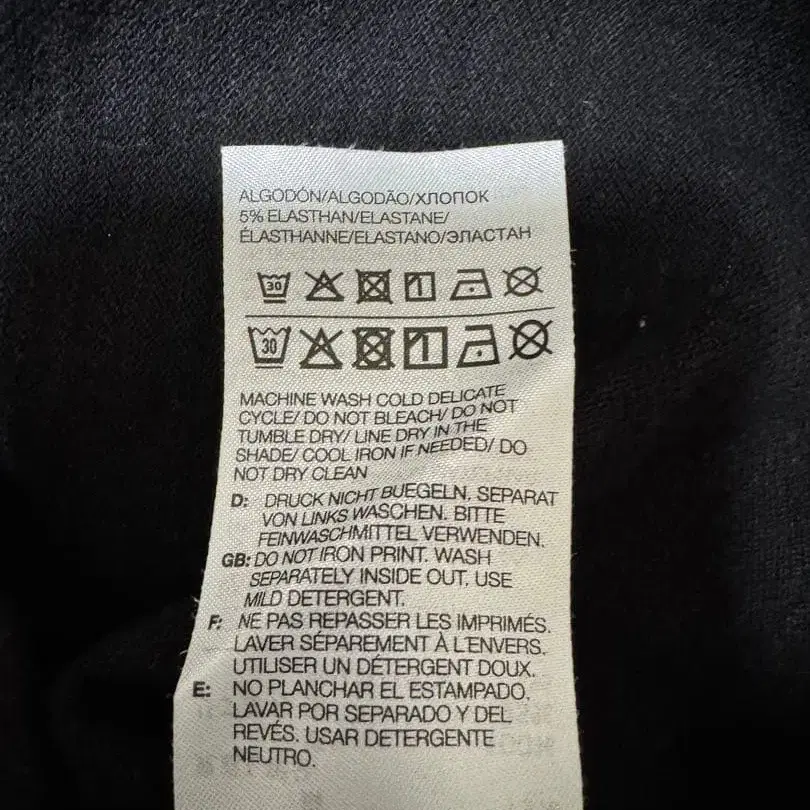 ALGODÓN/ALGODÃO/ХЛОПОК
5% ELASTHAN/ELASTANE/
ÉLASTHANNE/ELASTANO/ЭЛАСТАН
30
30
MACHINE WASH COLD DELICATE
CYCLE/ DO NOT BLEACH/ DO NOT
TUMBLE DRY/ LINE DRY IN THE
SHADE/ COOL IRON IF NEEDED/ DO
NOT DRY CLEAN
D: DRUCK NICHT BUEGELN. SEPARAT
VON LINKS WASCHEN. BITTE
FEINWASCHMITTEL VERWENDEN.
GB: DO NOT IRON PRINT. WASH
SEPARATELY INSIDE OUT, USE
MILD DETERGENT.
F: NE PAS REPASSER LES IMPRIMÉS.
LAVER SÉPAREMENT À L'ENVERS.
UTILISER UN DÉTERGENT DOUX.
E: NO PLANCHAR EL ESTAMPADO.
LAVAR POR SEPARADO Y DEL
REVÉS. USAR DETERGENTE
NEUTRO.